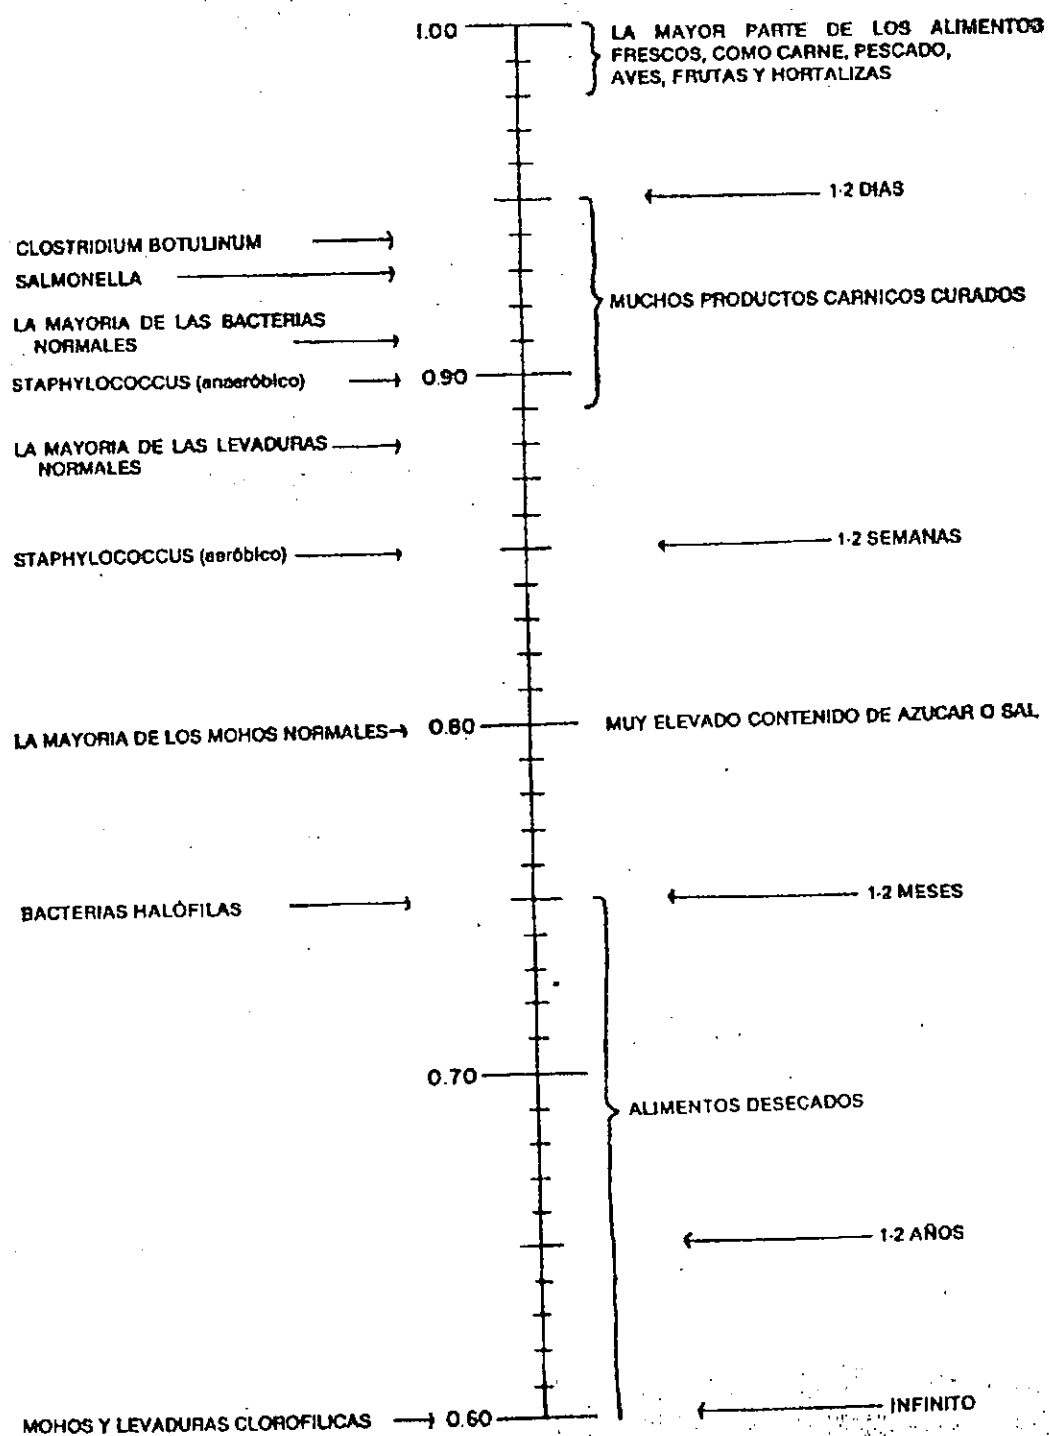 1.00
LA MAYOR PARTE DE LOS ALIMENTOS
FRESCOS, COMO CARNE, PESCADO,
AVES, FRUTAS Y HORTALIZAS
1-2 DIAS
CLOSTRIDIUM BOTULINUM
SALMONELLA
MUCHOS PRODUCTOS CARNICOS CURADOS
LA MAYORIA DE LAS BACTERIAS
NORMALES
STAPHYLOCOCCUS (anaeróbico)
0.90
LA MAYORIA DE LAS LEVADURAS
NORMALES
1-2 SEMANAS
STAPHYLOCOCCUS (aeróbico)
LA MAYORIA DE LOS MOHOS NORMALES
0.80
MUY ELEVADO CONTENIDO DE AZUCAR O SAL
BACTERIAS HALÓFILAS
1-2 MESES
0.70
ALIMENTOS DESECADOS
1-2 AÑOS
MOHOS Y LEVADURAS CLOROFILICAS
0.60
INFINITO